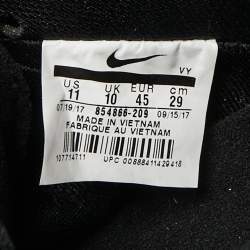 VY
US UK EUR cm
11 10 45 29
07/19/17 854866-209 09/15/17
MADE IN VIETNAM
FABRIQUE AU VIETNAM
107714711
UPC 00888411429418